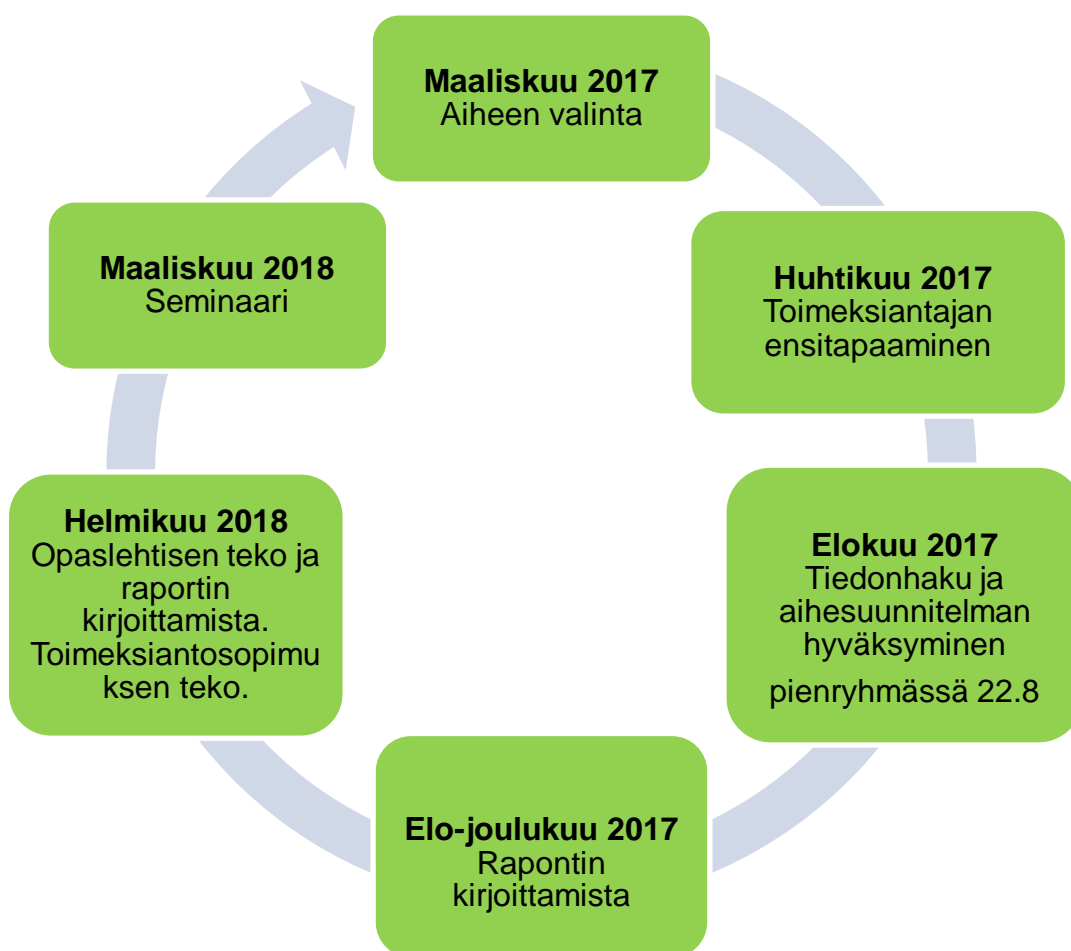 Maaliskuu 2017
Aiheen valinta
Huhtikuu 2017
Toimeksiantajan
ensitapaaminen
Elokuu 2017
Tiedonhaku ja
aihesuunnitelman
hyväksyminen
pienryhmässä 22.8
Elo-joulukuu 2017
Rapontin
kirjoittamista
Helmikuu 2018
Opaslehtisen teko ja
raportin
kirjoittamista.
Toimeksiantosopimu
ksen teko.
Maaliskuu 2018
Seminaari